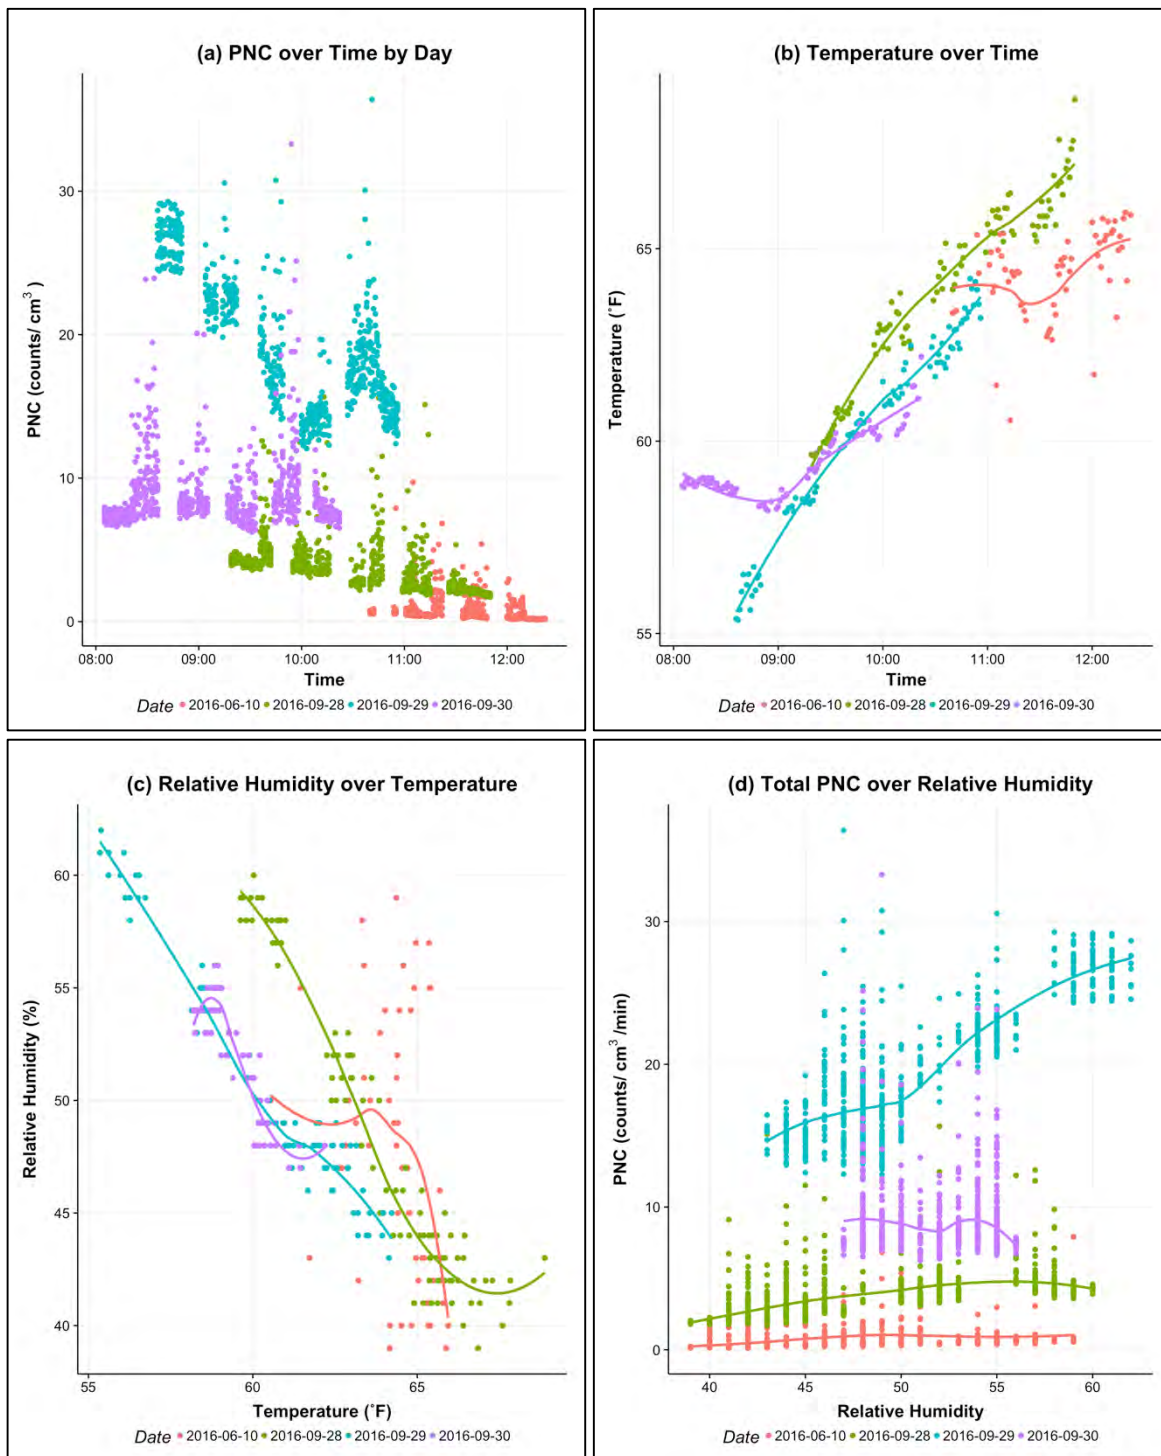 (a) PNC over Time by Day
PNC (counts/ cm³ )
30
20
10
0
08:00 09:00 10:00 11:00 12:00
Time
Date 2016-06-10 2016-09-28 2016-09-29 2016-09-30
(b) Temperature over Time
Temperature (˚F)
65
60
55
08:00 09:00 10:00 11:00 12:00
Time
Date 2016-06-10 2016-09-28 2016-09-29 2016-09-30
(c) Relative Humidity over Temperature
Relative Humidity (%)
60
55
50
45
40
55 60 65
Temperature (˚F)
Date 2016-06-10 2016-09-28 2016-09-29 2016-09-30
(d) Total PNC over Relative Humidity
PNC (counts/ cm³ /min)
30
20
10
0
40 45 50 55 60
Relative Humidity
Date 2016-06-10 2016-09-28 2016-09-29 2016-09-30